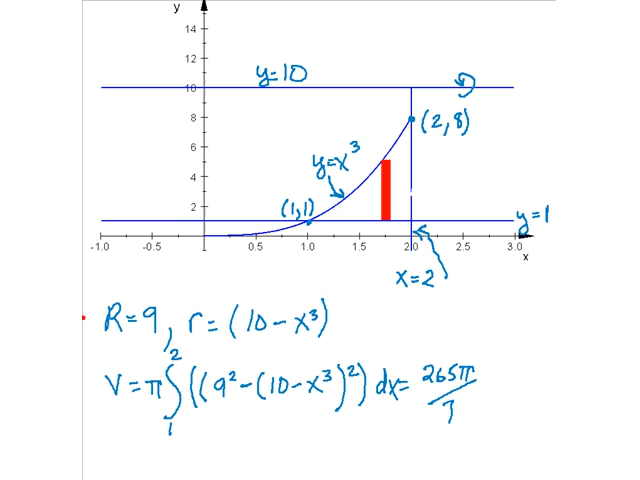 y
14
12
y=10
10
(2, 8)
8
y=x³
6
4
(1,1)
2
y=1
-1.0 -0.5 0.5 1.0 1.5 2.0 2.5 3.0
x
x=2
R=9, r=(10-x³)
V=π∫₁²((9²-(10-x³)²)dx=265π/7